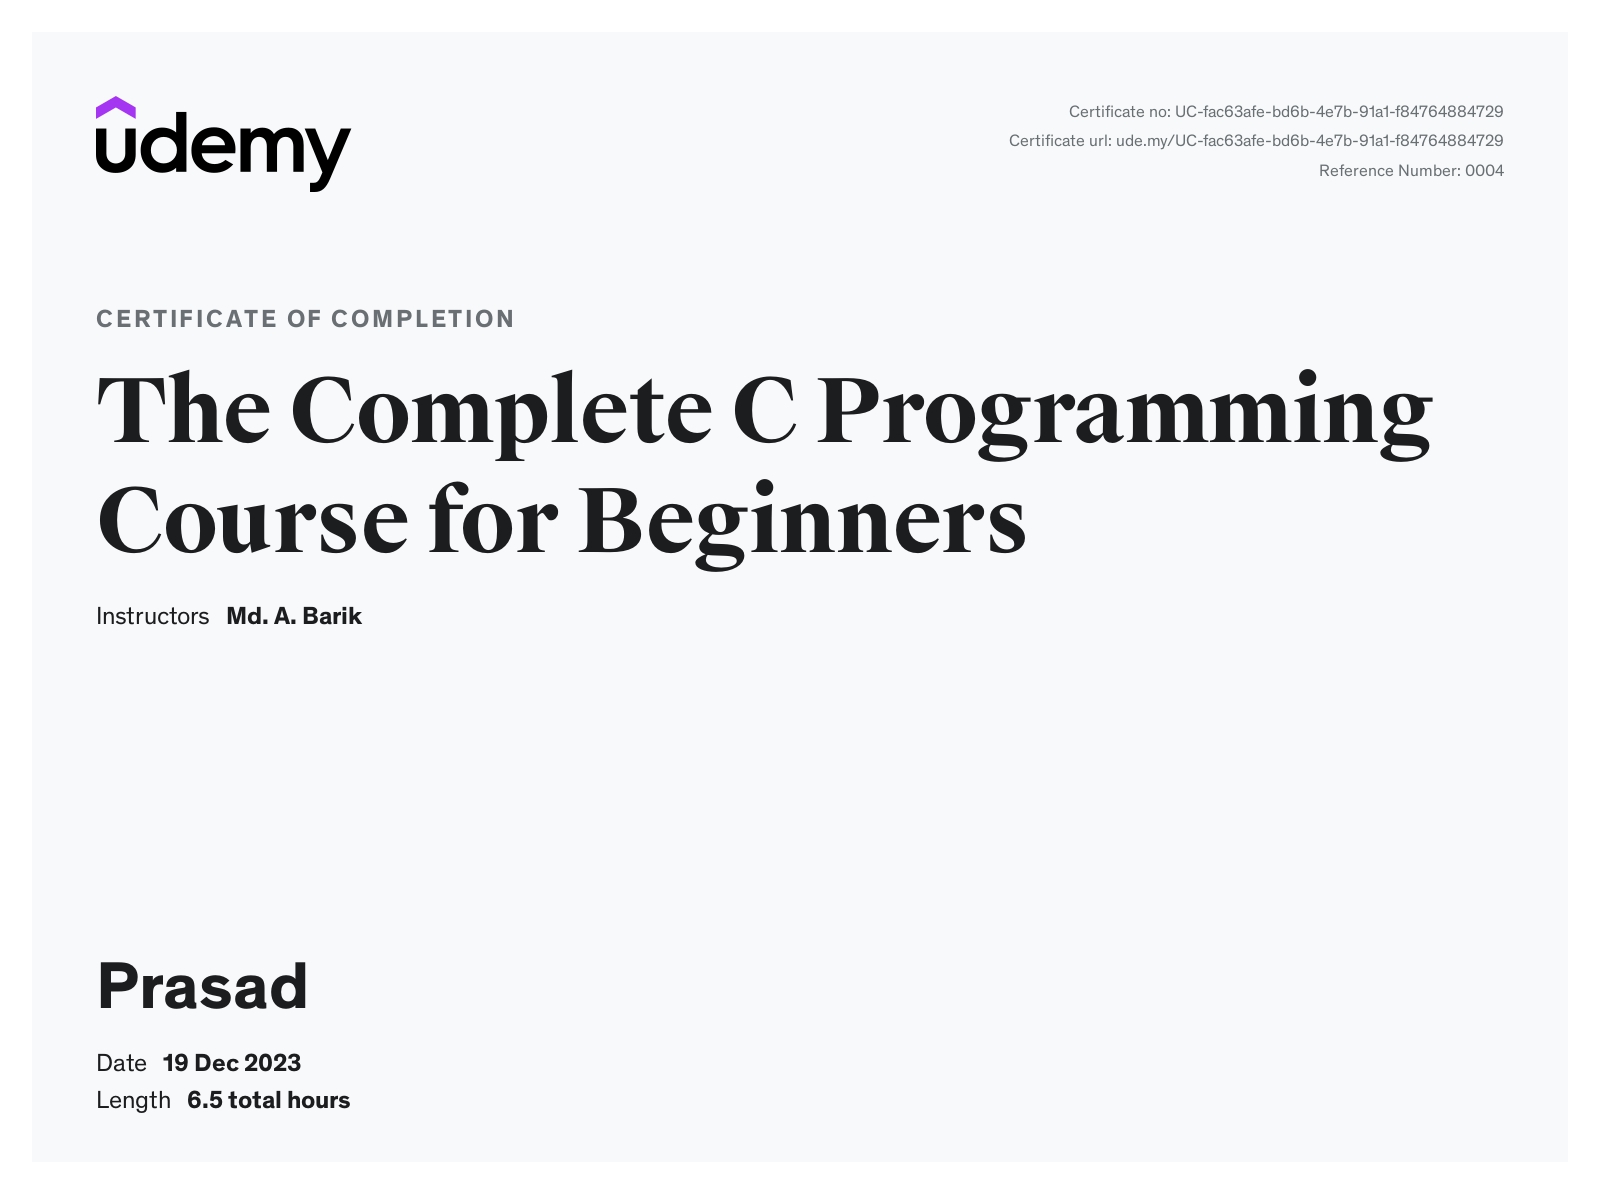 udemy
Certificate no: UC-fac63afe-bd6b-4e7b-91a1-f84764884729
Certificate url: ude.my/UC-fac63afe-bd6b-4e7b-91a1-f84764884729
Reference Number: 0004
CERTIFICATE OF COMPLETION
The Complete C Programming
Course for Beginners
Instructors Md. A. Barik
Prasad
Date 19 Dec 2023
Length 6.5 total hours